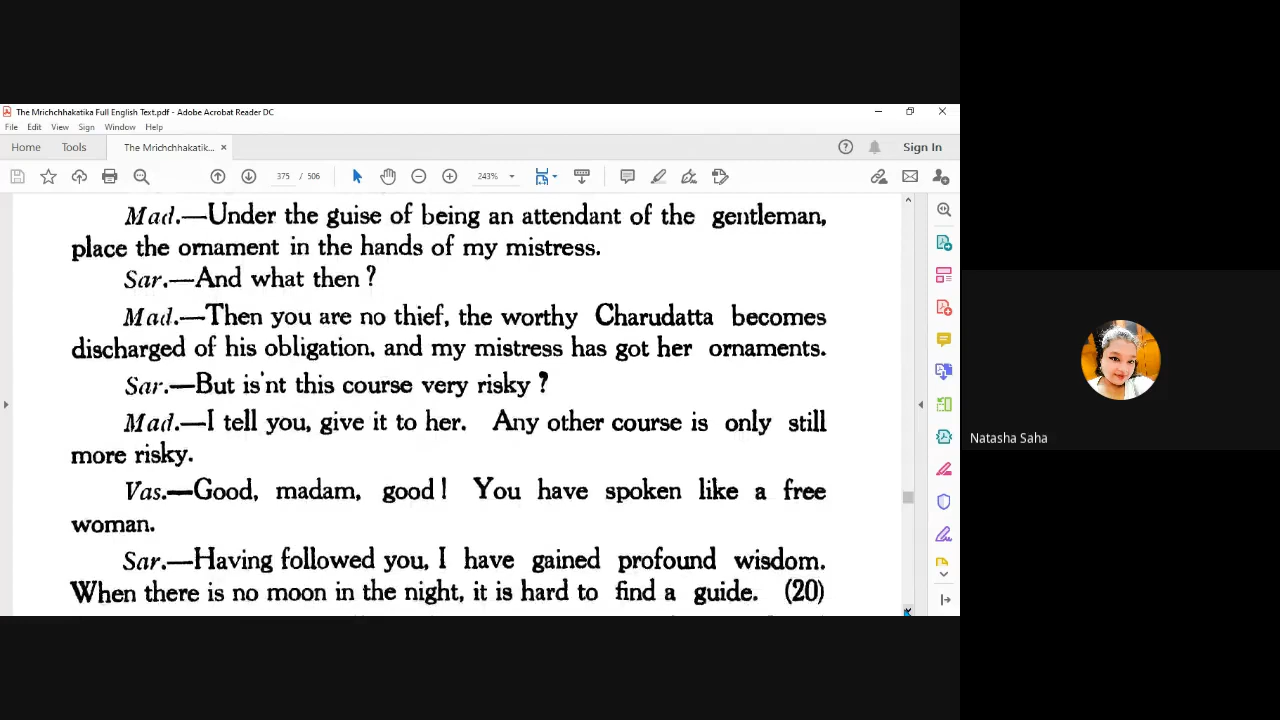 The Mrichchhakatika Full English Text.pdf - Adobe Acrobat Reader DC
File Edit View Sign Window Help
Home Tools The Mrichchhakatik... × Sign In
375 / 506 243%
Mad.—Under the guise of being an attendant of the gentleman,
place the ornament in the hands of my mistress.
Sar.—And what then ?
Mad.—Then you are no thief, the worthy Charudatta becomes
discharged of his obligation, and my mistress has got her ornaments.
Sar.—But is'nt this course very risky ?
Mad.—I tell you, give it to her. Any other course is only still
more risky.
Vas.—Good, madam, good! You have spoken like a free
woman.
Sar.—Having followed you, I have gained profound wisdom.
When there is no moon in the night, it is hard to find a guide. (20)
Natasha Saha